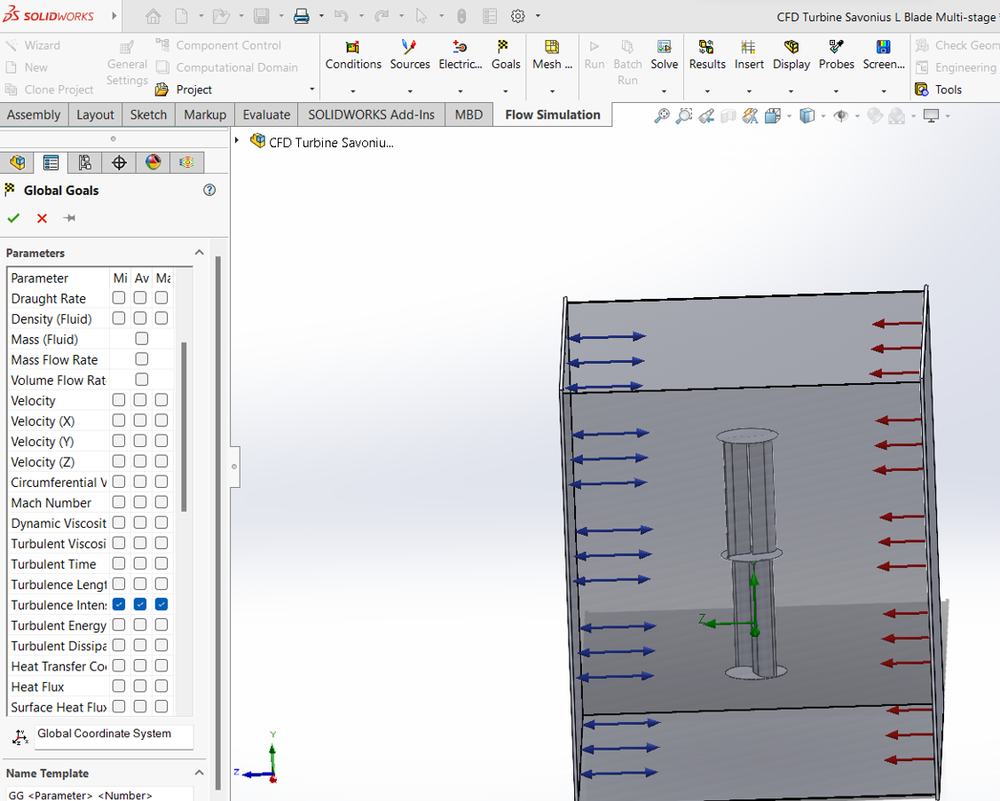 SOLIDWORKS
CFD Turbine Savonius L Blade Multi-stage *
Wizard
New
Clone Project
General Settings
Component Control
Computational Domain
Project
Conditions
Sources
Electric...
Goals
Mesh ...
Run
Batch Run
Solve
Results
Insert
Display
Probes
Screen...
Check Geom
Engineering
Tools
Assembly
Layout
Sketch
Markup
Evaluate
SOLIDWORKS Add-Ins
MBD
Flow Simulation
CFD Turbine Savoniu...
Global Goals
Parameters
Parameter Mi Av Ma
Draught Rate
Density (Fluid)
Mass (Fluid)
Mass Flow Rate
Volume Flow Rat
Velocity
Velocity (X)
Velocity (Y)
Velocity (Z)
Circumferential V
Mach Number
Dynamic Viscosit
Turbulent Viscosi
Turbulent Time
Turbulence Lengt
Turbulence Intens
Turbulent Energy
Turbulent Dissipa
Heat Transfer Co
Heat Flux
Surface Heat Flux
Global Coordinate System
Name Template
GG <Parameter> <Number>
Y
Z
Y
Z